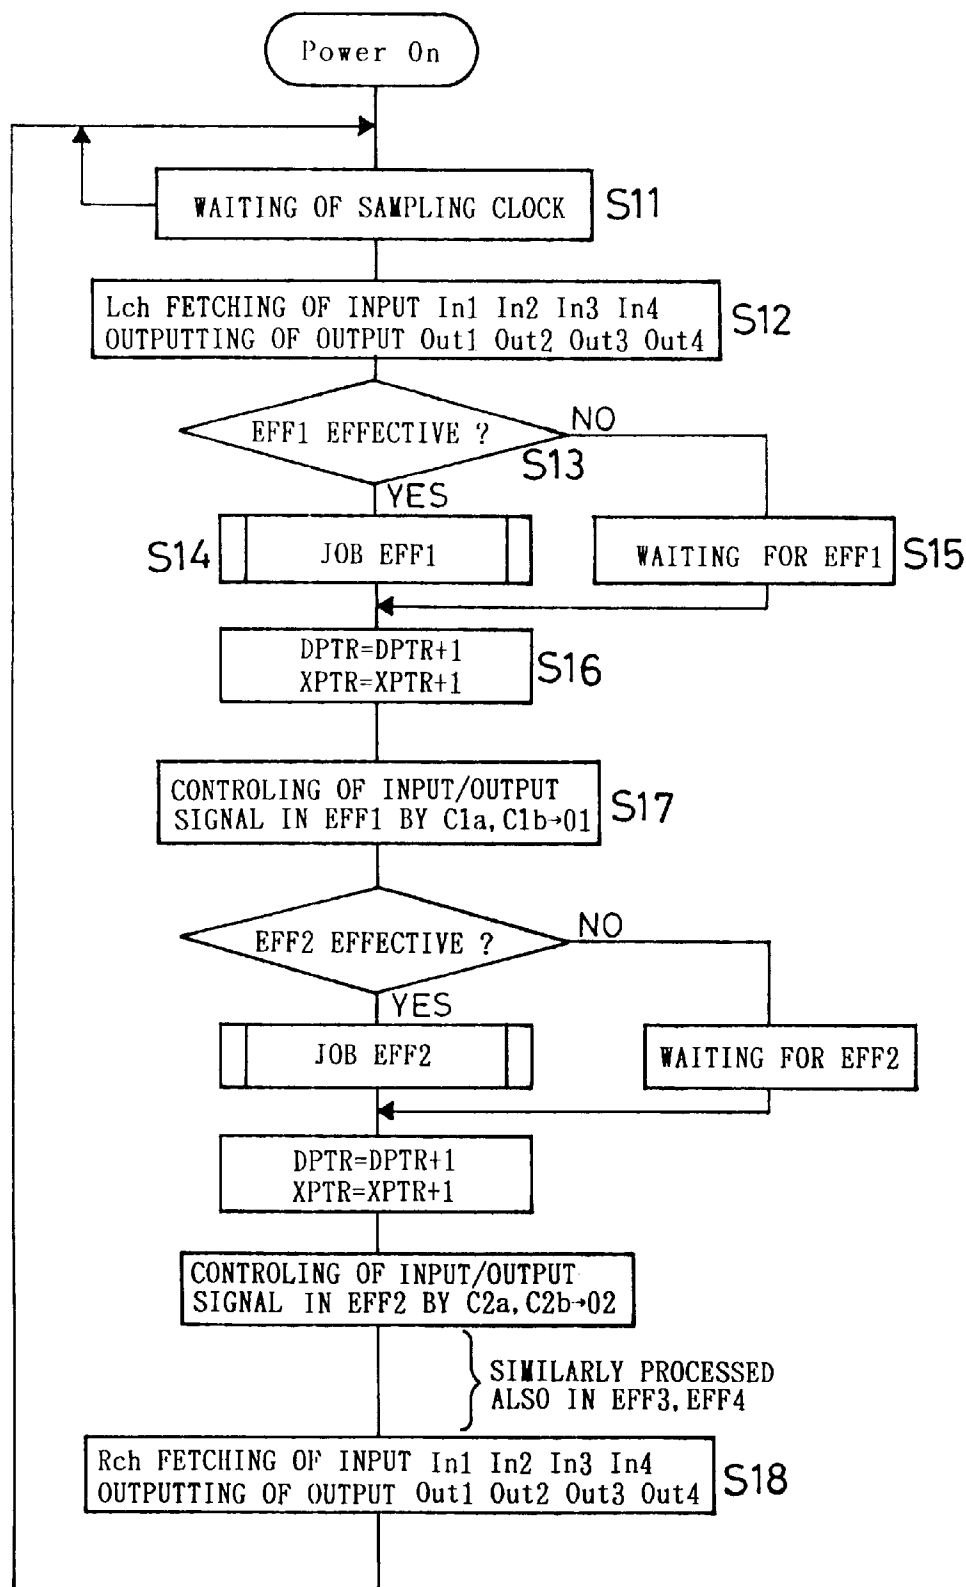 Power On
WAITING OF SAMPLING CLOCK
S11
Lch FETCHING OF INPUT In1 In2 In3 In4
OUTPUTTING OF OUTPUT Out1 Out2 Out3 Out4
S12
EFF1 EFFECTIVE ?
NO
S13
YES
S14
JOB EFF1
WAITING FOR EFF1
S15
DPTR=DPTR+1
XPTR=XPTR+1
S16
CONTROLING OF INPUT/OUTPUT
SIGNAL IN EFF1 BY C1a, C1b→01
S17
EFF2 EFFECTIVE ?
NO
YES
JOB EFF2
WAITING FOR EFF2
DPTR=DPTR+1
XPTR=XPTR+1
CONTROLING OF INPUT/OUTPUT
SIGNAL IN EFF2 BY C2a, C2b→02
SIMILARLY PROCESSED
ALSO IN EFF3, EFF4
Rch FETCHING OF INPUT In1 In2 In3 In4
OUTPUTTING OF OUTPUT Out1 Out2 Out3 Out4
S18